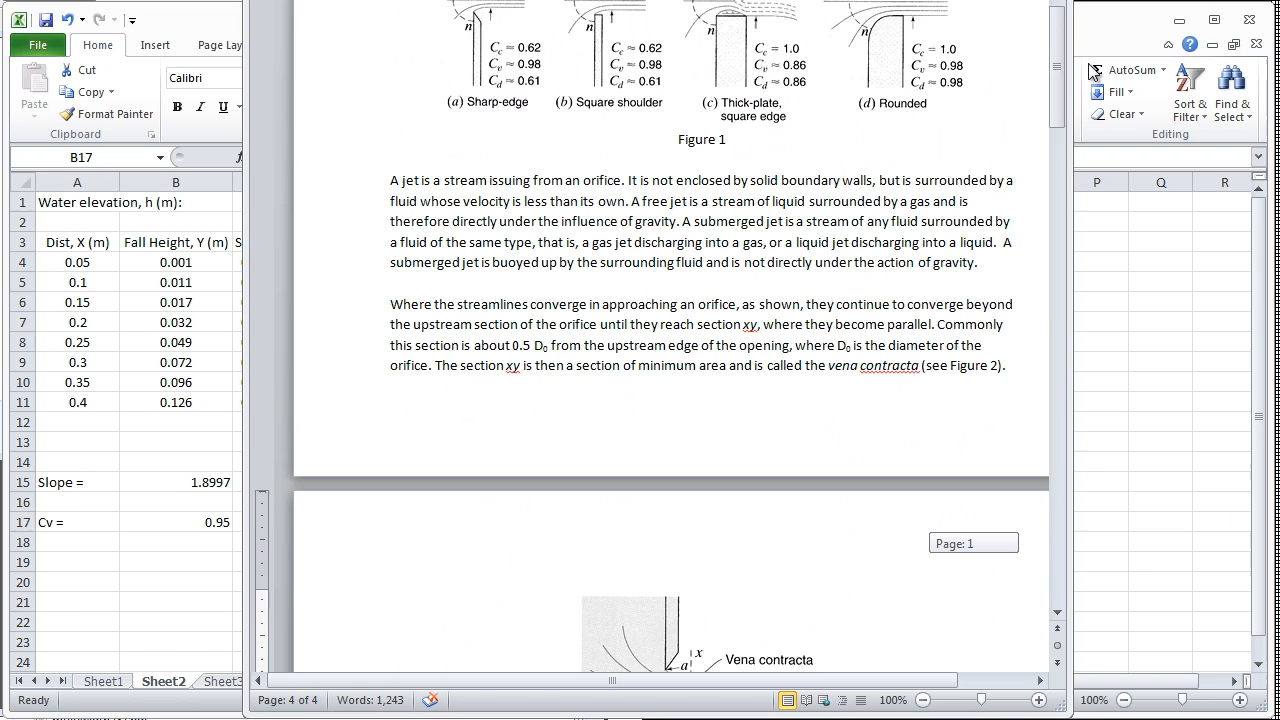 File Home Insert Page Lay
Cut
Copy
Format Painter
Paste
Clipboard
Calibri
B I U
AutoSum
Fill
Clear
Sort & Filter
Find & Select
Editing
B17
A B
P Q R
1 Water elevation, h (m):
2
3 Dist, X (m) Fall Height, Y (m) S
4 0.05 0.001
5 0.1 0.011
6 0.15 0.017
7 0.2 0.032
8 0.25 0.049
9 0.3 0.072
10 0.35 0.096
11 0.4 0.126
12
13
14
15 Slope = 1.8997
16
17 Cv = 0.95
18
19
20
21
22
23
24
Sheet1 Sheet2 Sheet3
Ready
n n n n
Cc ≈ 0.62 Cc ≈ 0.62 Cc = 1.0 Cc = 1.0
Cv ≈ 0.98 Cv ≈ 0.98 Cv ≈ 0.86 Cv ≈ 0.98
Cd ≈ 0.61 Cd ≈ 0.61 Cd ≈ 0.86 Cd ≈ 0.98
(a) Sharp-edge (b) Square shoulder (c) Thick-plate, (d) Rounded
square edge
Figure 1
A jet is a stream issuing from an orifice. It is not enclosed by solid boundary walls, but is surrounded by a
fluid whose velocity is less than its own. A free jet is a stream of liquid surrounded by a gas and is
therefore directly under the influence of gravity. A submerged jet is a stream of any fluid surrounded by
a fluid of the same type, that is, a gas jet discharging into a gas, or a liquid jet discharging into a liquid. A
submerged jet is buoyed up by the surrounding fluid and is not directly under the action of gravity.
Where the streamlines converge in approaching an orifice, as shown, they continue to converge beyond
the upstream section of the orifice until they reach section xy, where they become parallel. Commonly
this section is about 0.5 D₀ from the upstream edge of the opening, where D₀ is the diameter of the
orifice. The section xy is then a section of minimum area and is called the vena contracta (see Figure 2).
Page: 1
x
a
Vena contracta
Page: 4 of 4 Words: 1,243 100%
100%